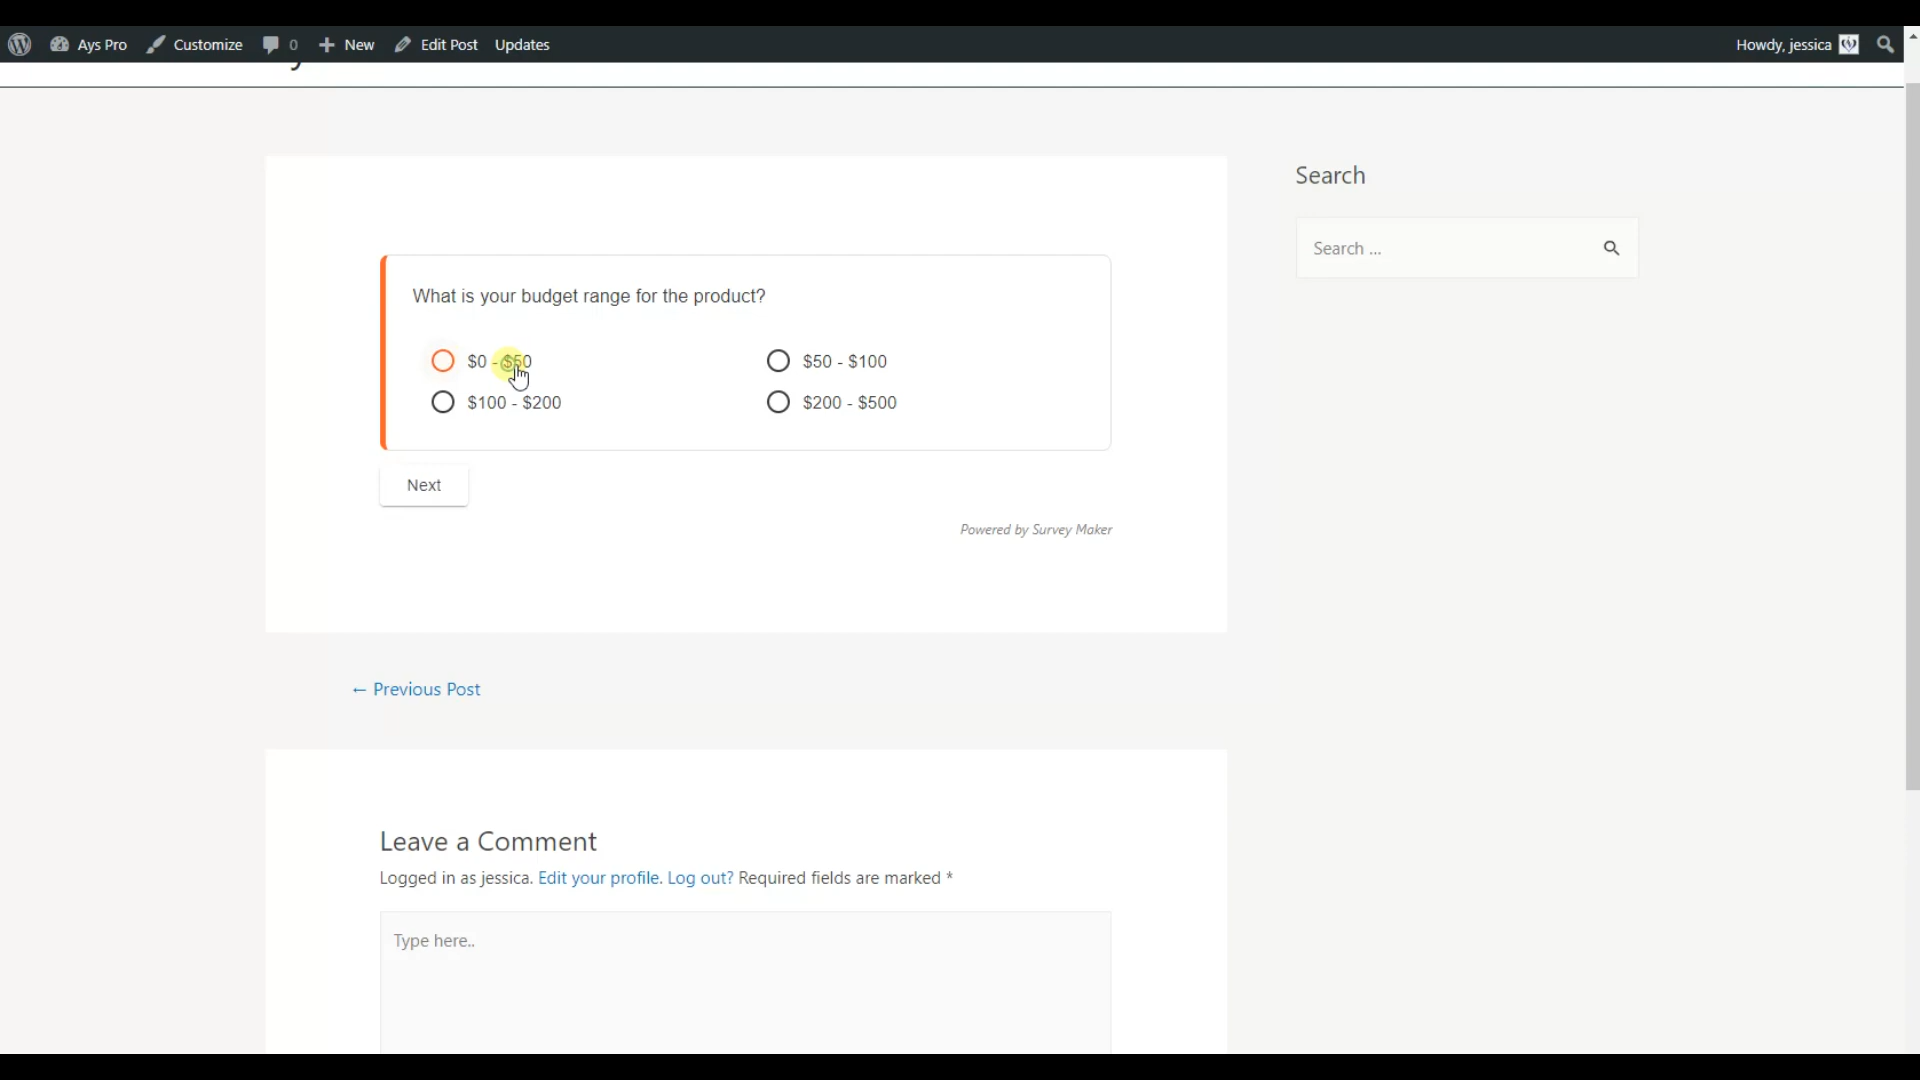 Ays Pro Customize 0 New Edit Post Updates Howdy, jessica
Search
Search ...
What is your budget range for the product?
$0 - $50 $50 - $100
$100 - $200 $200 - $500
Next
Powered by Survey Maker
← Previous Post
Leave a Comment
Logged in as jessica. Edit your profile. Log out? Required fields are marked *
Type here..